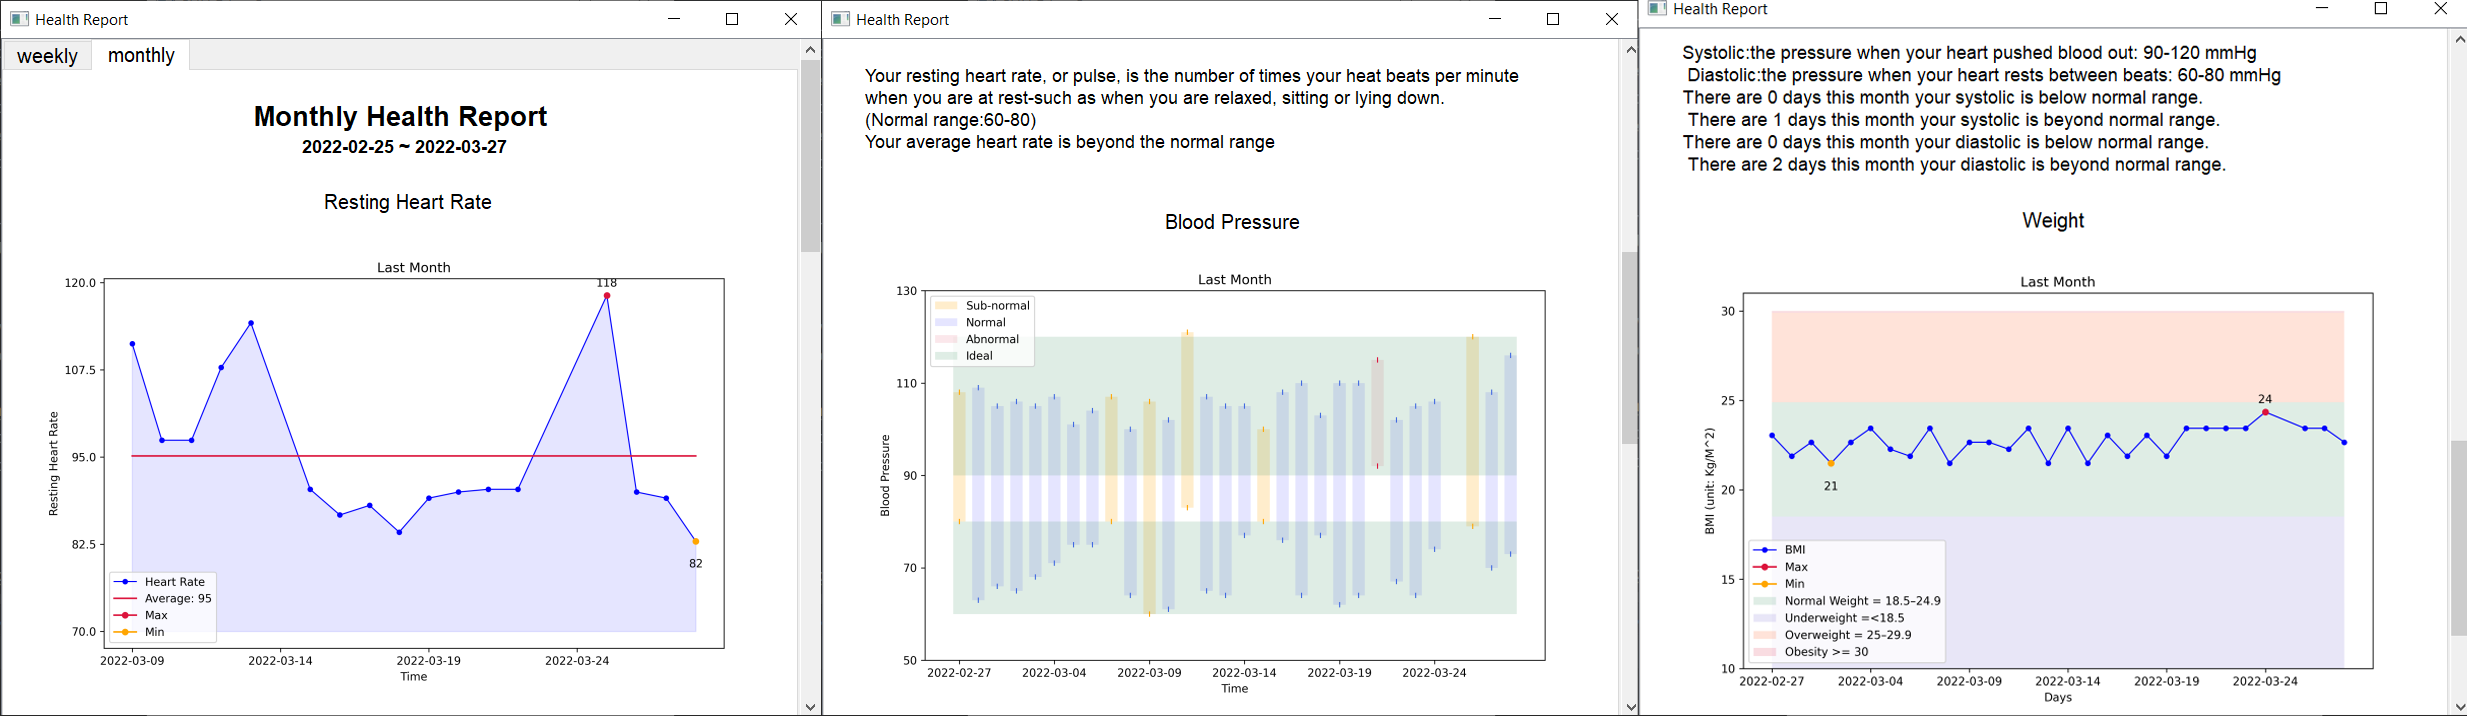 Health Report
weekly
monthly
Monthly Health Report
2022-02-25 ~ 2022-03-27
Resting Heart Rate
Last Month
120.0
107.5
95.0
82.5
70.0
Resting Heart Rate
118
82
Heart Rate
Average: 95
Max
Min
2022-03-09
2022-03-14
2022-03-19
2022-03-24
Time
Health Report
Your resting heart rate, or pulse, is the number of times your heat beats per minute
when you are at rest-such as when you are relaxed, sitting or lying down.
(Normal range:60-80)
Your average heart rate is beyond the normal range
Blood Pressure
Last Month
130
110
90
70
50
Blood Pressure
Sub-normal
Normal
Abnormal
Ideal
2022-02-27
2022-03-04
2022-03-09
2022-03-14
2022-03-19
2022-03-24
Time
Health Report
Systolic:the pressure when your heart pushed blood out: 90-120 mmHg
Diastolic:the pressure when your heart rests between beats: 60-80 mmHg
There are 0 days this month your systolic is below normal range.
There are 1 days this month your systolic is beyond normal range.
There are 0 days this month your diastolic is below normal range.
There are 2 days this month your diastolic is beyond normal range.
Weight
Last Month
30
25
20
15
10
BMI (unit: Kg/M^2)
24
21
BMI
Max
Min
Normal Weight = 18.5–24.9
Underweight =<18.5
Overweight = 25–29.9
Obesity >= 30
2022-02-27
2022-03-04
2022-03-09
2022-03-14
2022-03-19
2022-03-24
Days